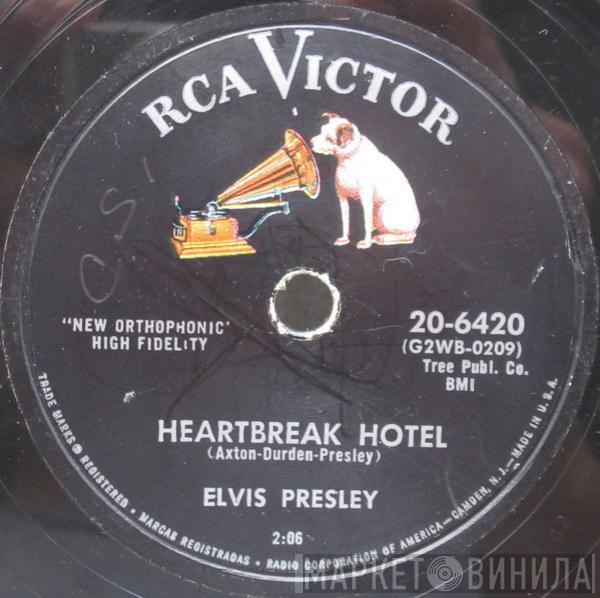 RCA VICTOR
CS
"NEW ORTHOPHONIC"
HIGH FIDELITY
20-6420
(G2WB-0209)
Tree Publ. Co.
BMI
HEARTBREAK HOTEL
(Axton-Durden-Presley)
ELVIS PRESLEY
2:06
TRADE MARKS ® REGISTERED • MARCAS REGISTRADAS • RADIO CORPORATION OF AMERICA—CAMDEN, N. J.—MADE IN U. S. A.
МАРКЕТ ВИНИЛА